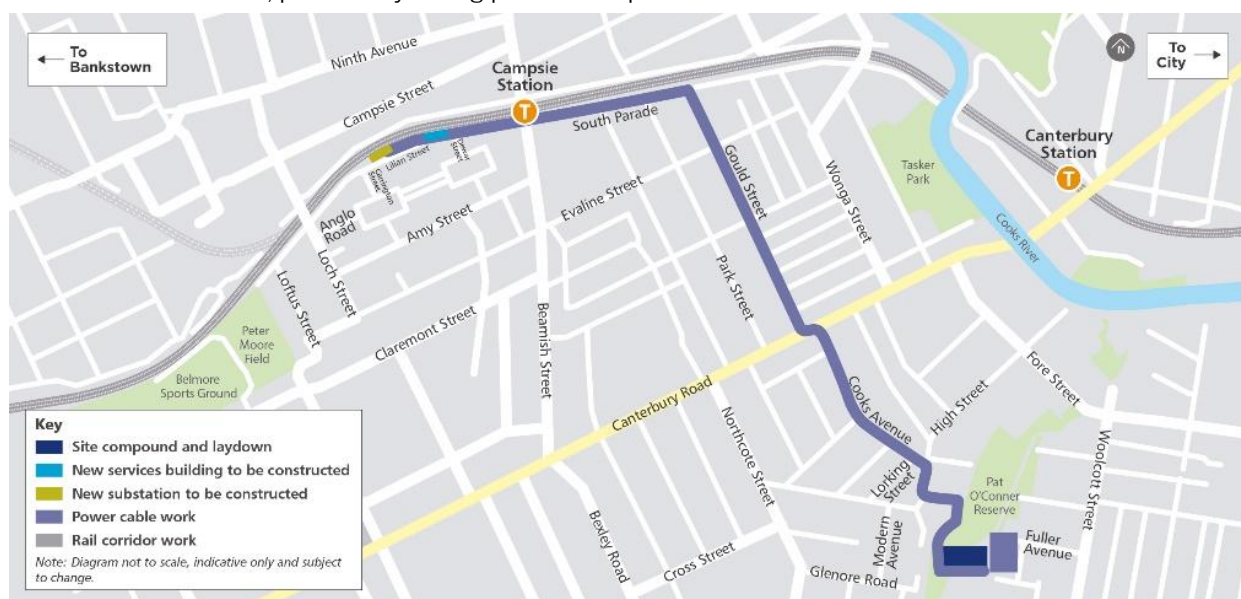 To
Bankstown
Ninth Avenue
Campsie Street
Campsie
Station
T
N
To
City
Canterbury
Station
T
South Parade
Lilian Street
Dewar
Street
Carrington
Street
Anglo
Road
Amy Street
Evaline Street
Gould Street
Wonga Street
Tasker
Park
Cooks River
Loch Street
Loftus Street
Park Street
Beamish Street
Claremont Street
Peter
Moore
Field
Belmore
Sports Ground
Canterbury Road
Fore Street
High Street
Cooks Avenue
Northcote Street
Woolcott Street
Lorking
Street
Pat
O'Conner
Reserve
Modern
Avenue
Fuller
Avenue
Bexley Road
Cross Street
Glenore Road
Key
Site compound and laydown
New services building to be constructed
New substation to be constructed
Power cable work
Rail corridor work
Note: Diagram not to scale, indicative only and subject
to change.